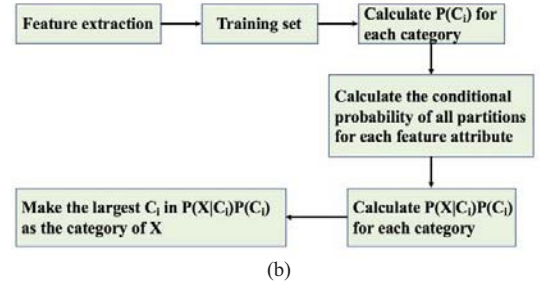 Feature extraction
Training set
Calculate P(Cᵢ) for
each category
Calculate the conditional
probability of all partitions
for each feature attribute
Calculate P(X|Cᵢ)P(Cᵢ)
for each category
Make the largest Cᵢ in P(X|Cᵢ)P(Cᵢ)
as the category of X
(b)